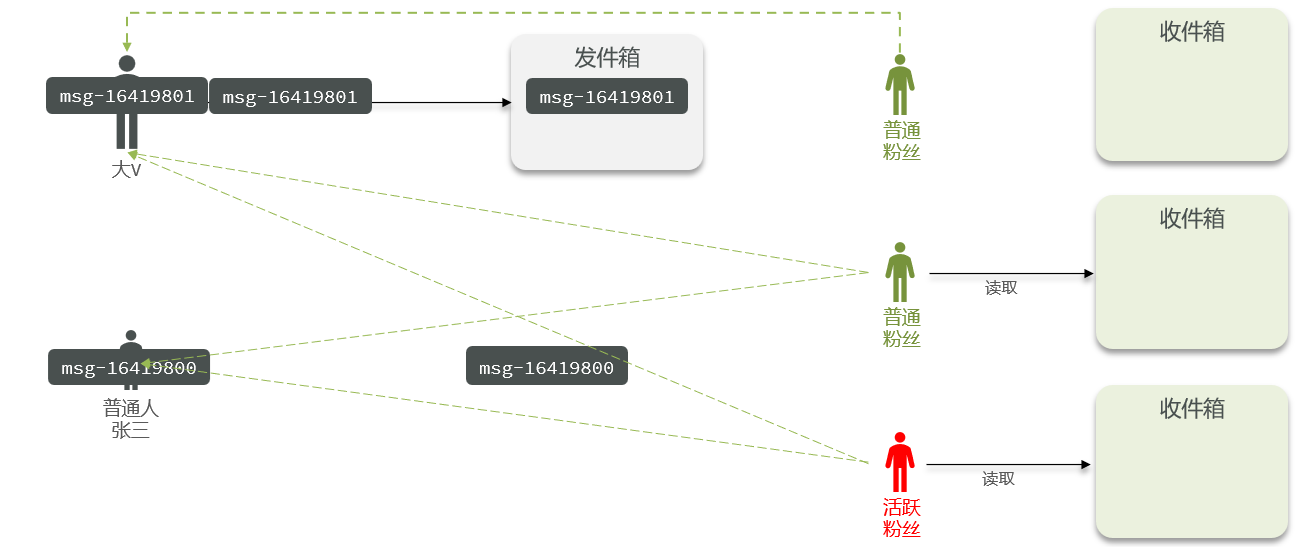 发件箱
收件箱
msg-16419801
msg-16419801
msg-16419801
大V
普通
粉丝
收件箱
读取
普通
粉丝
msg-16419800
msg-16419800
普通人
张三
收件箱
读取
活跃
粉丝